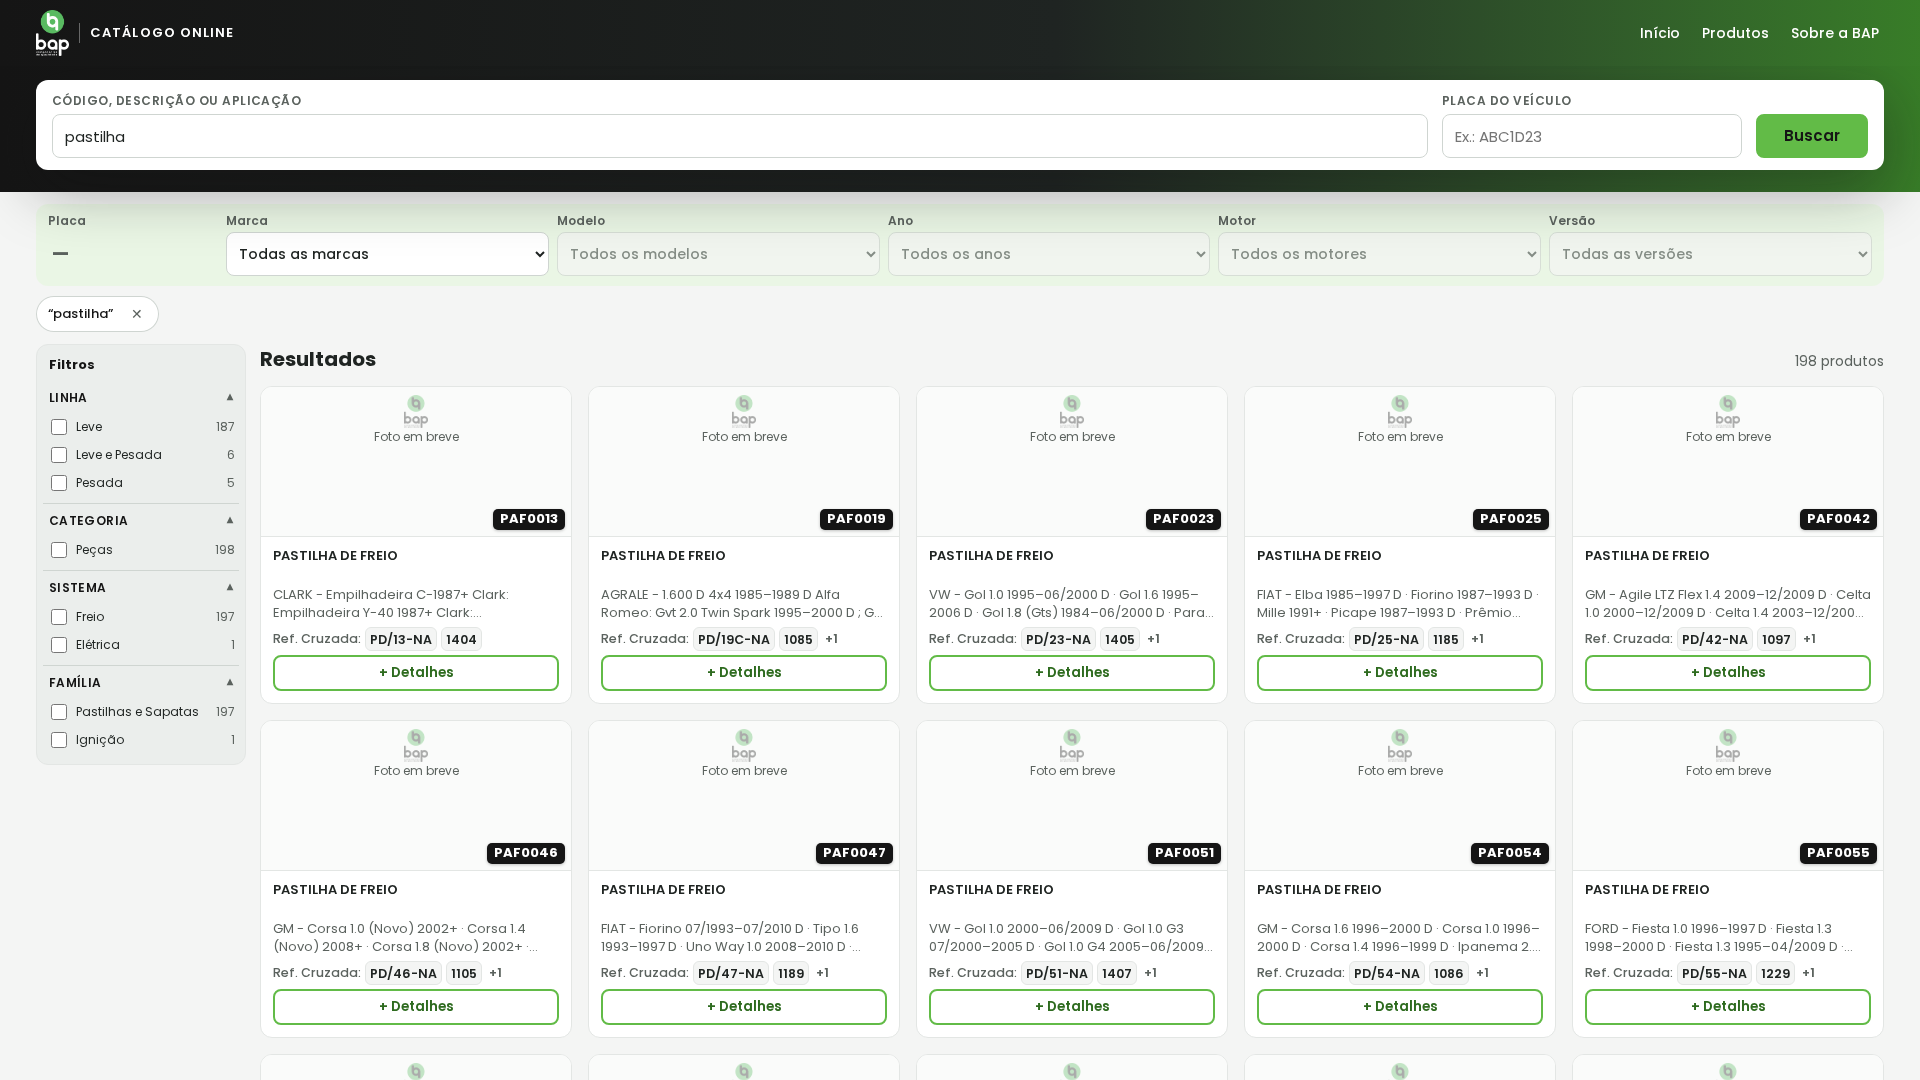 bap
CATÁLOGO ONLINE
Início
Produtos
Sobre a BAP
CÓDIGO, DESCRIÇÃO OU APLICAÇÃO
PLACA DO VEÍCULO
pastilha
Ex.: ABC1D23
Buscar
Placa
Marca
Modelo
Ano
Motor
Versão
—
Todas as marcas
Todos os modelos
Todos os anos
Todos os motores
Todas as versões
“pastilha” ×
Filtros
LINHA
Leve 187
Leve e Pesada 6
Pesada 5
CATEGORIA
Peças 198
SISTEMA
Freio 197
Elétrica 1
FAMÍLIA
Pastilhas e Sapatas 197
Ignição 1
Resultados
198 produtos
bap
Foto em breve
PAF0013
PASTILHA DE FREIO
CLARK - Empilhadeira C-1987+ Clark:
Empilhadeira Y-40 1987+ Clark:...
Ref. Cruzada: PD/13-NA 1404
+ Detalhes
bap
Foto em breve
PAF0019
PASTILHA DE FREIO
AGRALE - 1.600 D 4x4 1985–1989 D Alfa
Romeo: Gvt 2.0 Twin Spark 1995–2000 D ; G...
Ref. Cruzada: PD/19C-NA 1085 +1
+ Detalhes
bap
Foto em breve
PAF0023
PASTILHA DE FREIO
VW - Gol 1.0 1995–06/2000 D · Gol 1.6 1995–
2006 D · Gol 1.8 (Gts) 1984–06/2000 D · Para...
Ref. Cruzada: PD/23-NA 1405 +1
+ Detalhes
bap
Foto em breve
PAF0025
PASTILHA DE FREIO
FIAT - Elba 1985–1997 D · Fiorino 1987–1993 D ·
Mille 1991+ · Picape 1987–1993 D · Prêmio...
Ref. Cruzada: PD/25-NA 1185 +1
+ Detalhes
bap
Foto em breve
PAF0042
PASTILHA DE FREIO
GM - Agile LTZ Flex 1.4 2009–12/2009 D · Celta
1.0 2000–12/2009 D · Celta 1.4 2003–12/200...
Ref. Cruzada: PD/42-NA 1097 +1
+ Detalhes
bap
Foto em breve
PAF0046
PASTILHA DE FREIO
GM - Corsa 1.0 (Novo) 2002+ · Corsa 1.4
(Novo) 2008+ · Corsa 1.8 (Novo) 2002+ ·...
Ref. Cruzada: PD/46-NA 1105 +1
+ Detalhes
bap
Foto em breve
PAF0047
PASTILHA DE FREIO
FIAT - Fiorino 07/1993–07/2010 D · Tipo 1.6
1993–1997 D · Uno Way 1.0 2008–2010 D ·...
Ref. Cruzada: PD/47-NA 1189 +1
+ Detalhes
bap
Foto em breve
PAF0051
PASTILHA DE FREIO
VW - Gol 1.0 2000–06/2009 D · Gol 1.0 G3
07/2000–2005 D · Gol 1.0 G4 2005–06/2009...
Ref. Cruzada: PD/51-NA 1407 +1
+ Detalhes
bap
Foto em breve
PAF0054
PASTILHA DE FREIO
GM - Corsa 1.6 1996–2000 D · Corsa 1.0 1996–
2000 D · Corsa 1.4 1996–1999 D · Ipanema 2....
Ref. Cruzada: PD/54-NA 1086 +1
+ Detalhes
bap
Foto em breve
PAF0055
PASTILHA DE FREIO
FORD - Fiesta 1.0 1996–1997 D · Fiesta 1.3
1998–2000 D · Fiesta 1.3 1995–04/2009 D ·...
Ref. Cruzada: PD/55-NA 1229 +1
+ Detalhes